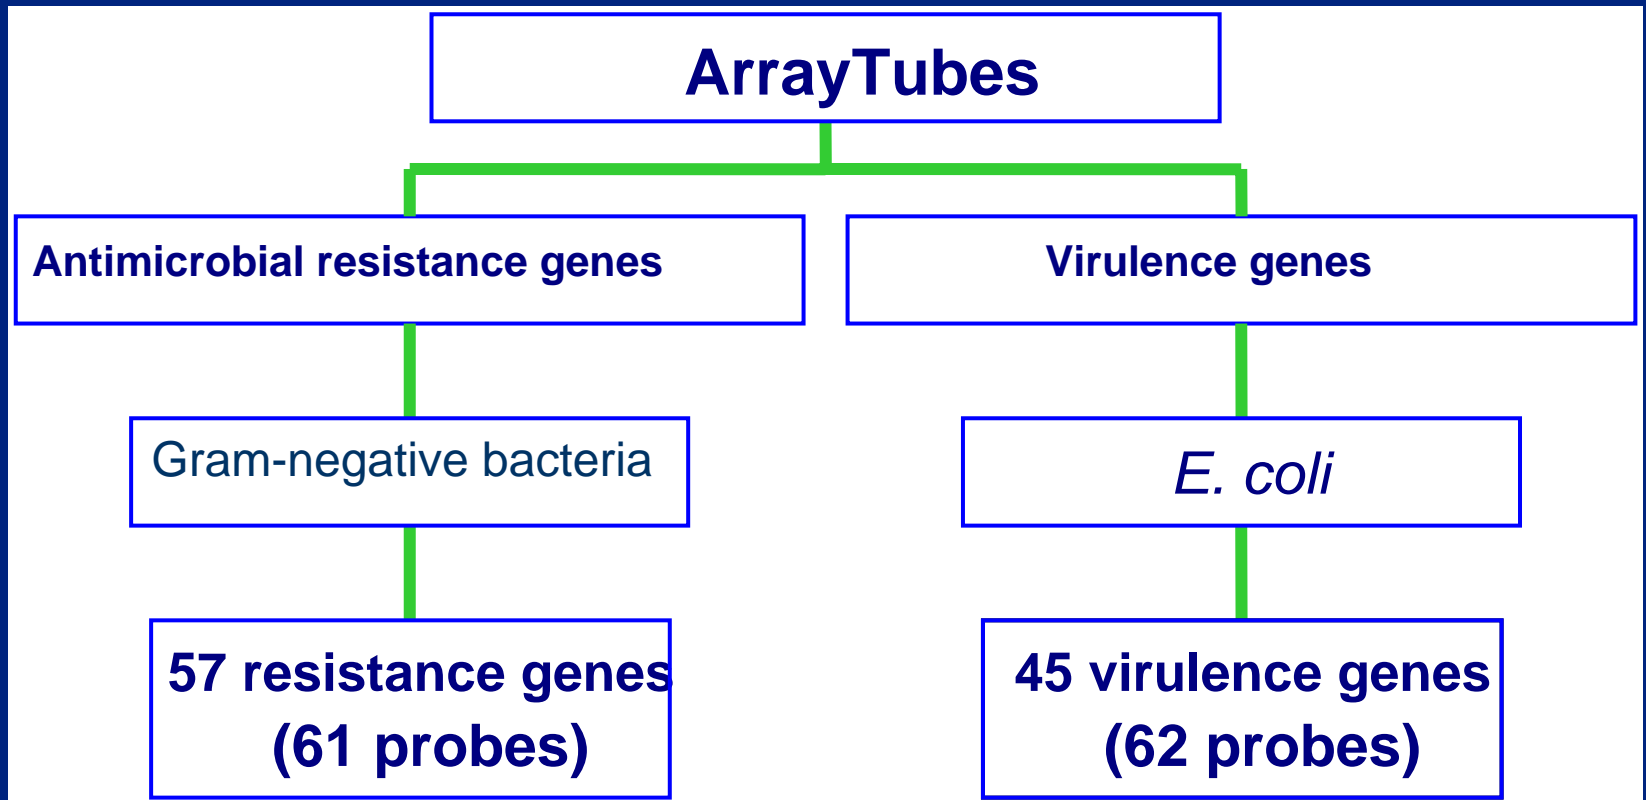 ArrayTubes
Antimicrobial resistance genes
Virulence genes
Gram-negative bacteria
E. coli
57 resistance genes
(61 probes)
45 virulence genes
(62 probes)